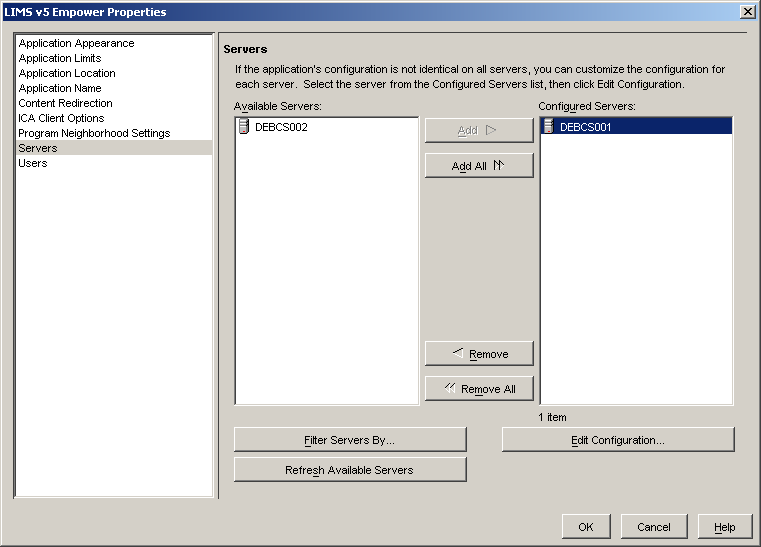 LIMS v5 Empower Properties
Application Appearance
Application Limits
Application Location
Application Name
Content Redirection
ICA Client Options
Program Neighborhood Settings
Servers
Users
Servers
If the application's configuration is not identical on all servers, you can customize the configuration for
each server. Select the server from the Configured Servers list, then click Edit Configuration.
Available Servers:
DEBCS002
Add
Add All
Remove
Remove All
Configured Servers:
DEBCS001
1 item
Filter Servers By...
Edit Configuration...
Refresh Available Servers
OK
Cancel
Help